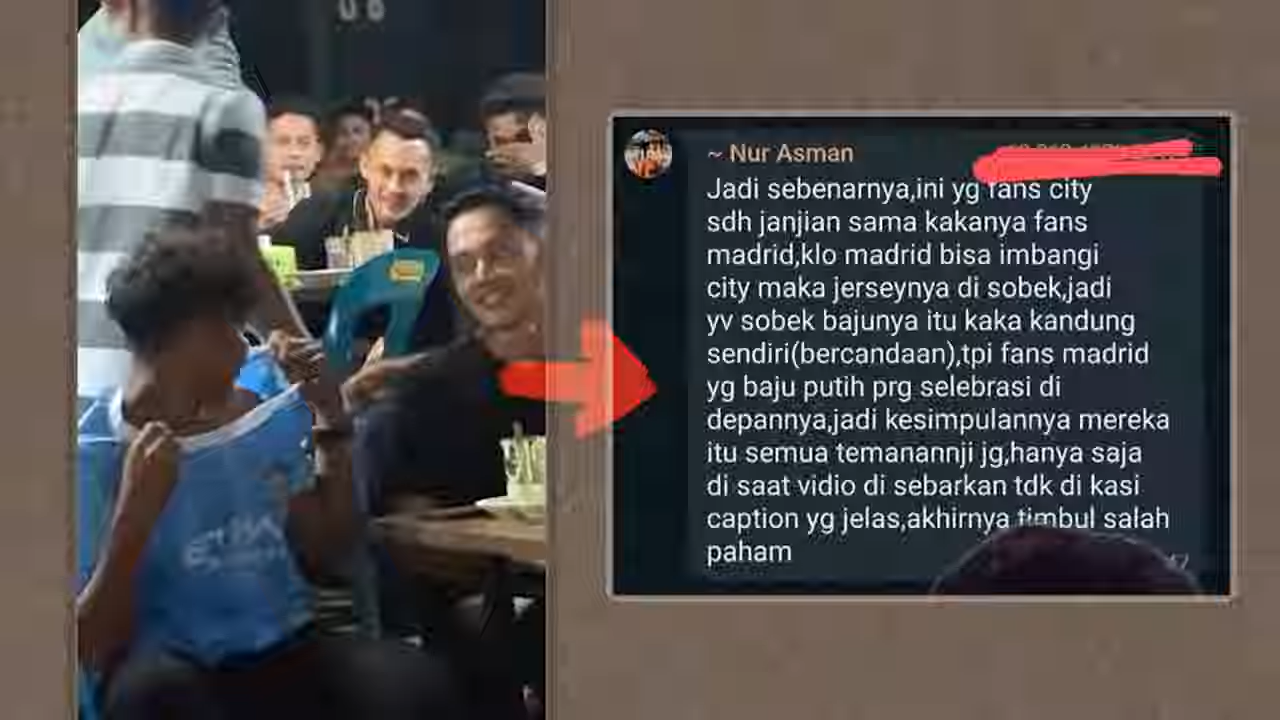 ~ Nur Asman
Jadi sebenarnya,ini yg fans city
sdh janjian sama kakanya fans
madrid,klo madrid bisa imbangi
city maka jerseynya di sobek,jadi
yv sobek bajunya itu kaka kandung
sendiri(bercandaan),tpi fans madrid
yg baju putih prg selebrasi di
depannya,jadi kesimpulannya mereka
itu semua temanannji jg,hanya saja
di saat vidio di sebarkan tdk di kasi
caption yg jelas,akhirnya timbul salah
paham